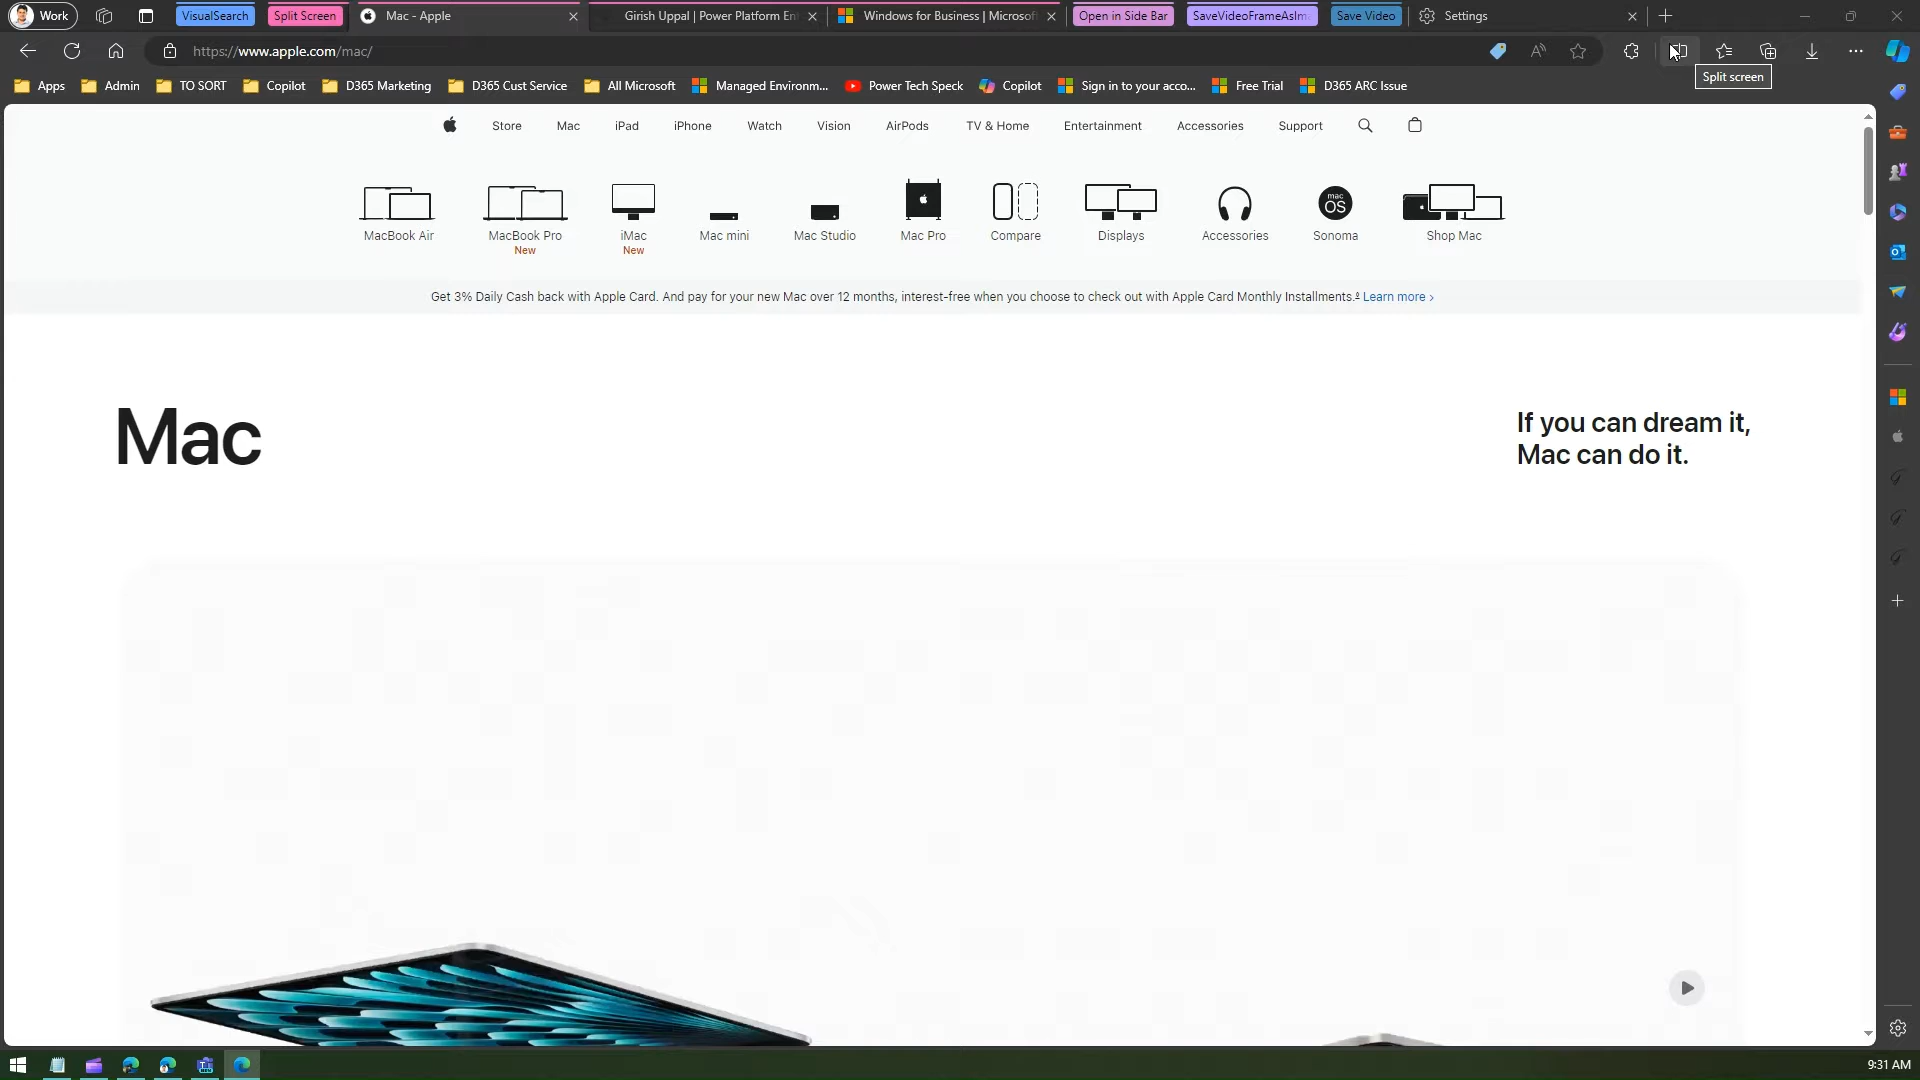 Work
VisualSearch
Split Screen
Mac - Apple
Girish Uppal | Power Platform En
Windows for Business | Microsof
Open in Side Bar
SaveVideoFrameAsIma
Save Video
Settings
https://www.apple.com/mac/
Split screen
Apps
Admin
TO SORT
Copilot
D365 Marketing
D365 Cust Service
All Microsoft
Managed Environm...
Power Tech Speck
Copilot
Sign in to your acco...
Free Trial
D365 ARC Issue
Store
Mac
iPad
iPhone
Watch
Vision
AirPods
TV & Home
Entertainment
Accessories
Support
MacBook Air
MacBook Pro
New
iMac
New
Mac mini
Mac Studio
Mac Pro
Compare
Displays
Accessories
mac
OS
Sonoma
Shop Mac
Get 3% Daily Cash back with Apple Card. And pay for your new Mac over 12 months, interest-free when you choose to check out with Apple Card Monthly Installments. Learn more >
Mac
If you can dream it,
Mac can do it.
9:31 AM